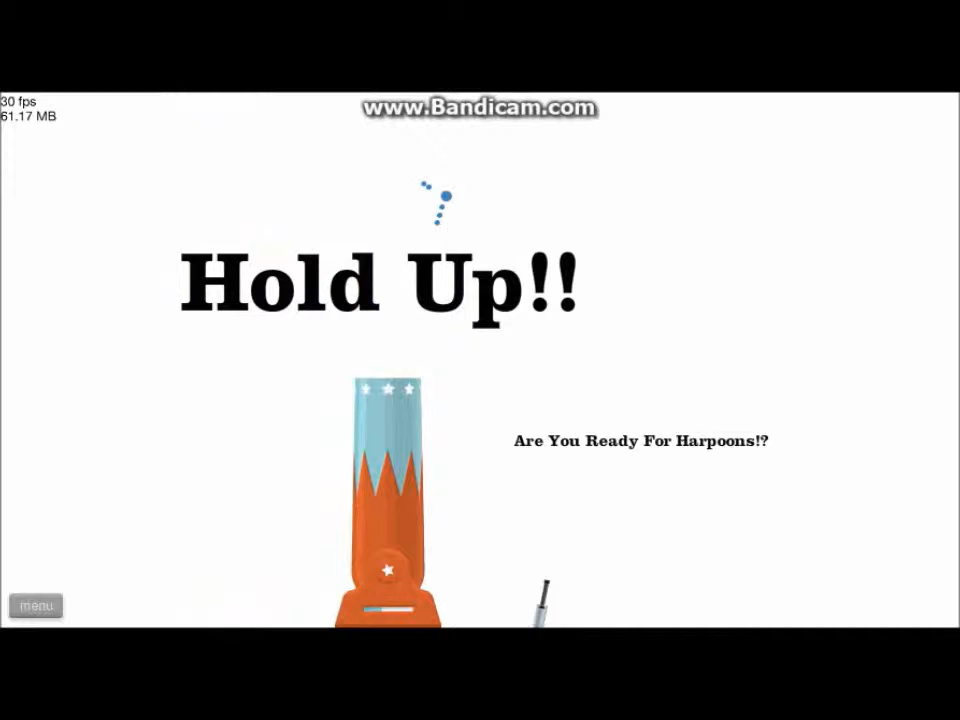 30 fps
61.17 MB
www.Bandicam.com
Hold Up!!
Are You Ready For Harpoons!?
menu